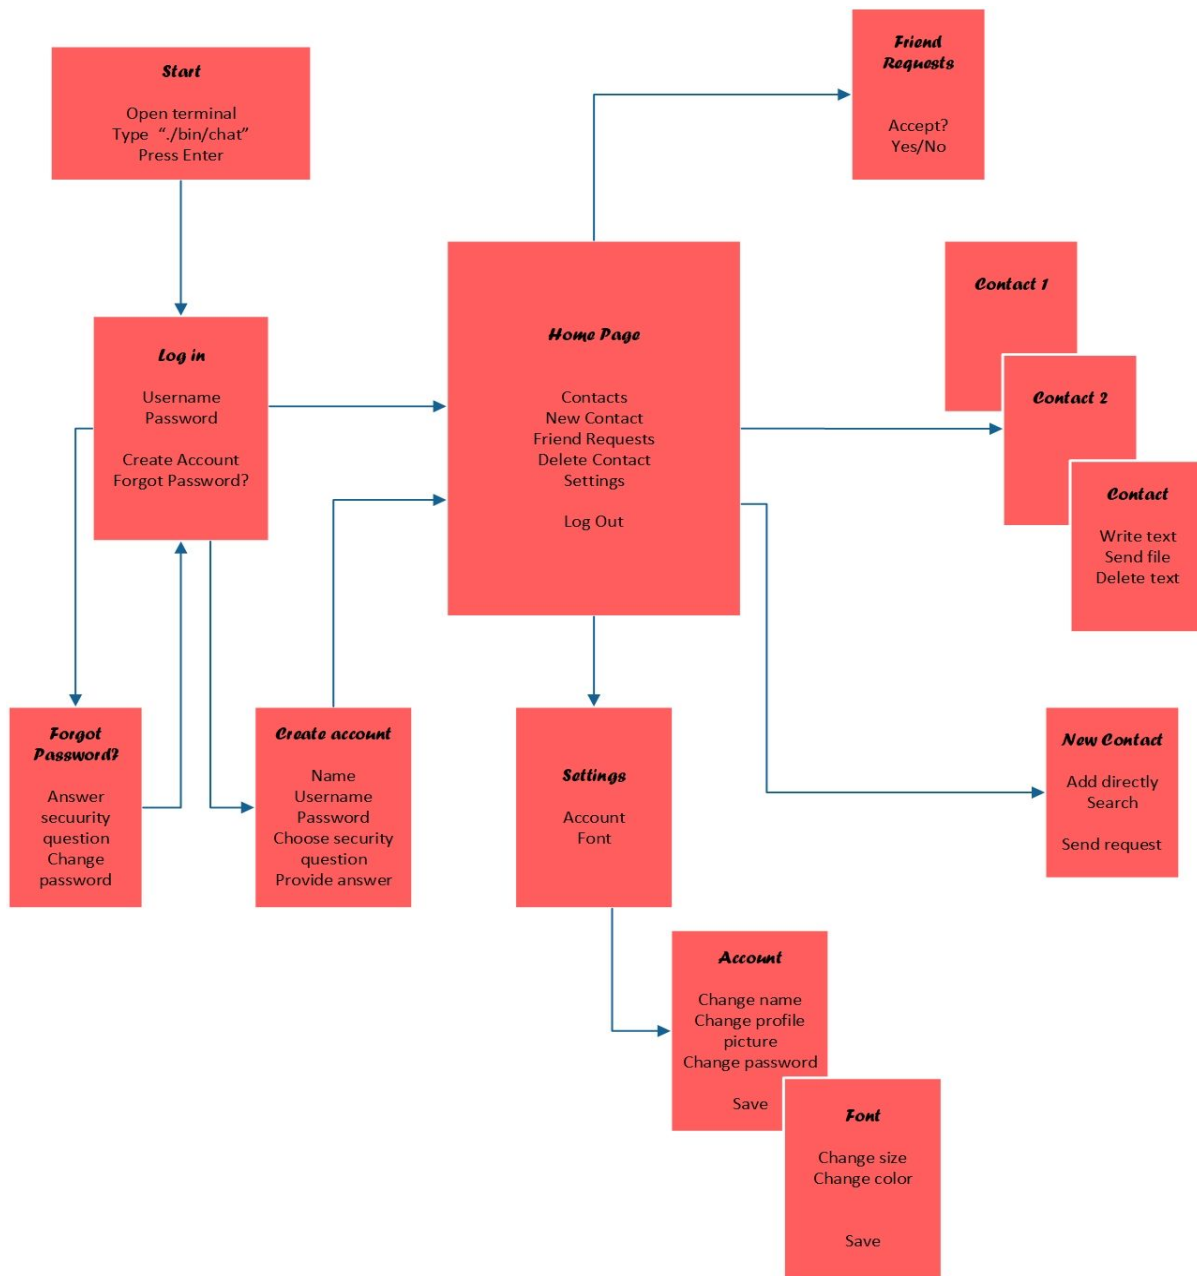 Start
Open terminal
Type “./bin/chat”
Press Enter
Log in
Username
Password
Create Account
Forgot Password?
Forgot
Password?
Answer
secuurity
question
Change
password
Create account
Name
Username
Password
Choose security
question
Provide answer
Home Page
Contacts
New Contact
Friend Requests
Delete Contact
Settings
Log Out
Friend
Requests
Accept?
Yes/No
Contact 1
Contact 2
Contact
Write text
Send file
Delete text
New Contact
Add directly
Search
Send request
Settings
Account
Font
Account
Change name
Change profile
picture
Change password
Save
Font
Change size
Change color
Save